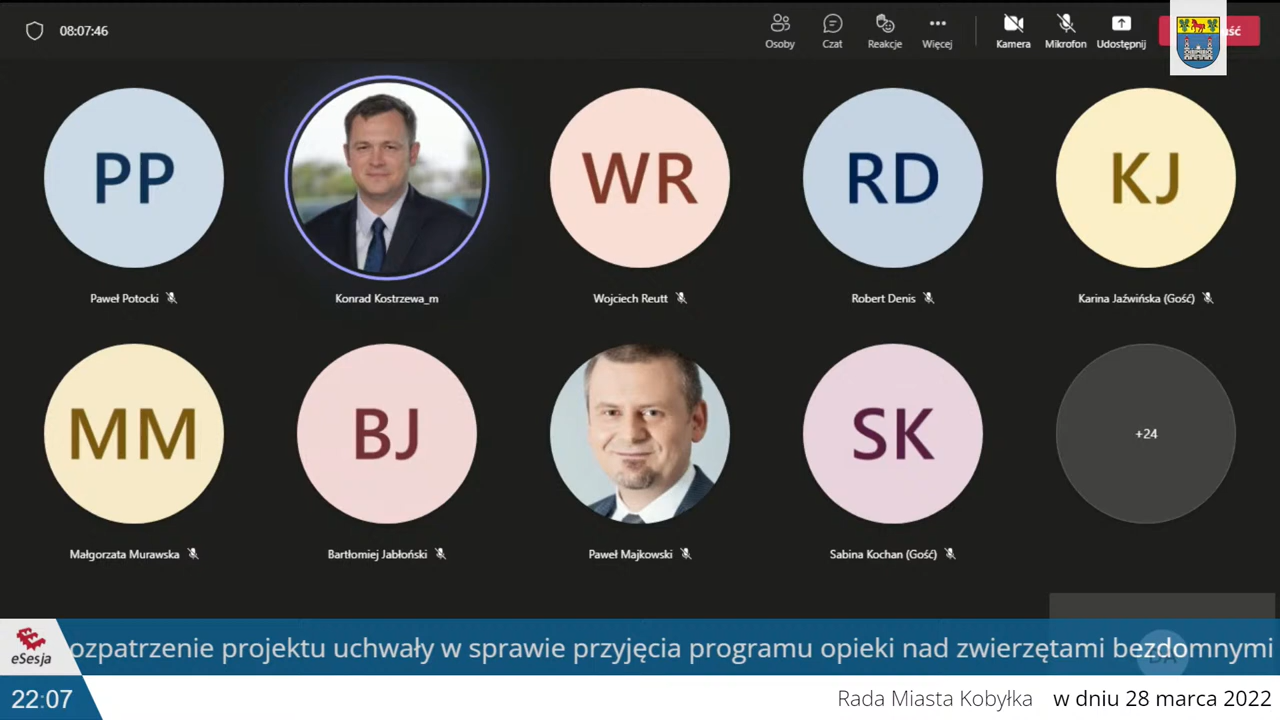 08:07:46
Osoby
Czat
Reakcje
Więcej
Kamera
Mikrofon
Udostępnij
PP
WR
RD
KJ
Paweł Potocki
Konrad Kostrzewa_m
Wojciech Reutt
Robert Denis
Karina Jaźwińska (Gość)
MM
BJ
SK
+24
Małgorzata Murawska
Bartłomiej Jabłoński
Paweł Majkowski
Sabina Kochan (Gość)
eSesja
ozpatrzenie projektu uchwały w sprawie przyjęcia programu opieki nad zwierzętami bezdomnymi
22:07
Rada Miasta Kobyłka w dniu 28 marca 2022